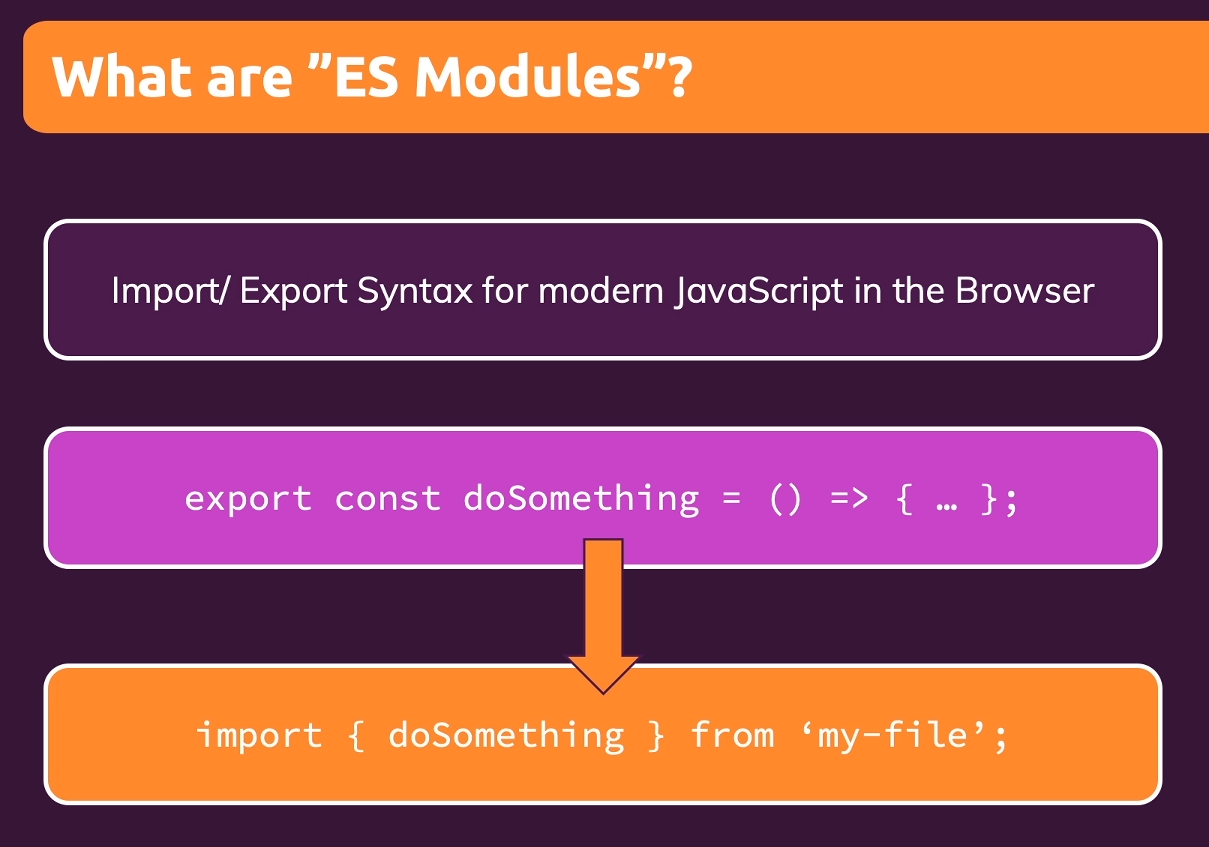 What are ”ES Modules”?
Import/ Export Syntax for modern JavaScript in the Browser
export const doSomething = () => { … };
import { doSomething } from ‘my-file’;